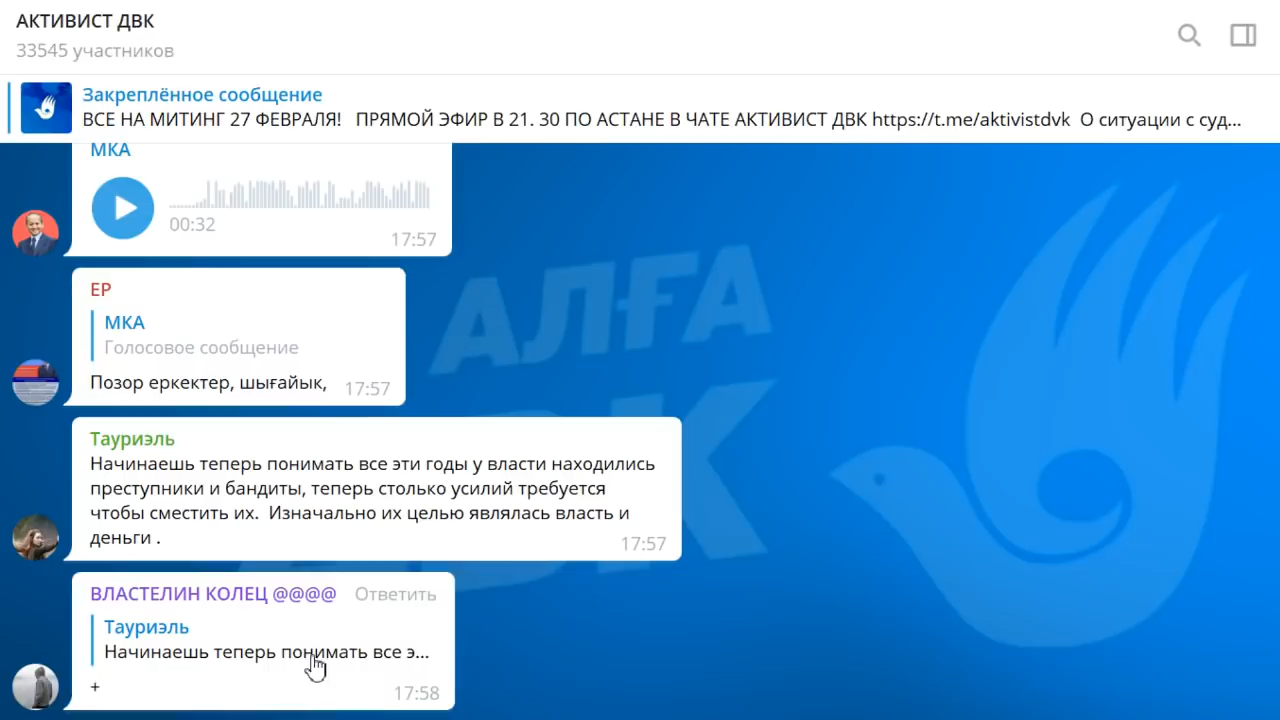 АКТИВИСТ ДВК
33545 участников
Закреплённое сообщение
ВСЕ НА МИТИНГ 27 ФЕВРАЛЯ! ПРЯМОЙ ЭФИР В 21. 30 ПО АСТАНЕ В ЧАТЕ АКТИВИСТ ДВК https://t.me/aktivistdvk О ситуации с суд...
МКА
00:32
17:57
ЕР
МКА
Голосовое сообщение
Позор еркектер, шығайык,
17:57
АЛҒА
ДВК
Тауриэль
Начинаешь теперь понимать все эти годы у власти находились
преступники и бандиты, теперь столько усилий требуется
чтобы сместить их. Изначально их целью являлась власть и
деньги .
17:57
ВЛАСТЕЛИН КОЛЕЦ @@@@ Ответить
Тауриэль
Начинаешь теперь понимать все э...
+
17:58